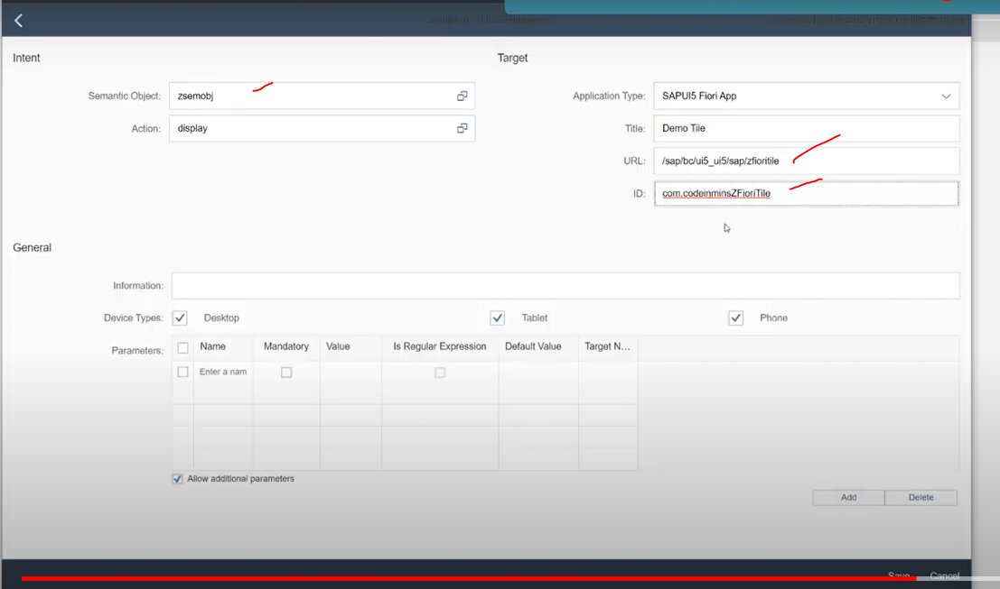 Intent
Target
Semantic Object: zsemobj
Application Type: SAPUI5 Fiori App
Action: display
Title: Demo Tile
URL: /sap/bc/ui5_ui5/sap/zfioritile
ID: com.codeinminsZFioriTile
General
Information:
Device Types: Desktop Tablet Phone
Parameters: Name Mandatory Value Is Regular Expression Default Value Target N...
Enter a nam
Allow additional parameters
Add Delete
Save Cancel